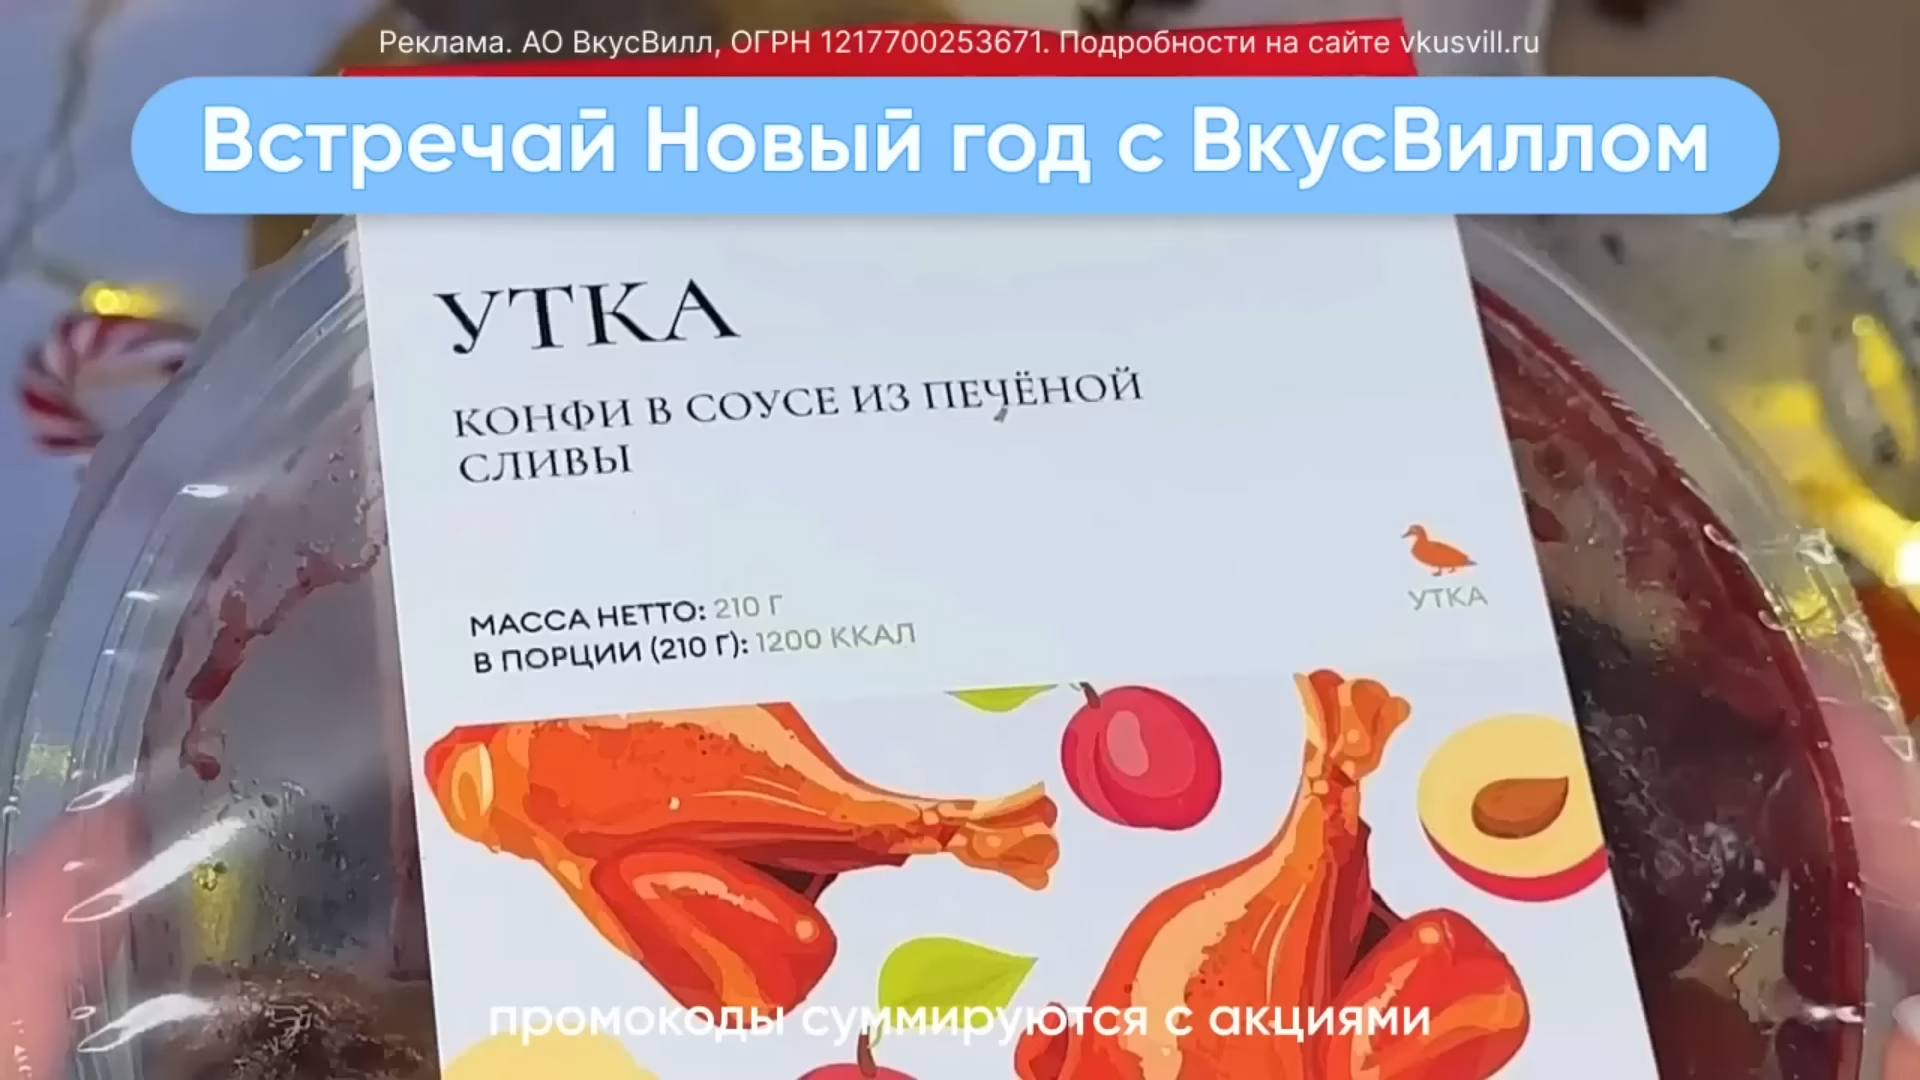 Реклама. АО ВкусВилл, ОГРН 1217700253671. Подробности на сайте vkusvill.ru
Встречай Новый год с ВкусВиллом
УТКА
КОНФИ В СОУСЕ ИЗ ПЕЧЁНОЙ
СЛИВЫ
УТКА
МАССА НЕТТО: 210 Г
В ПОРЦИИ (210 Г): 1200 ККАЛ
промокоды суммируются с акциями